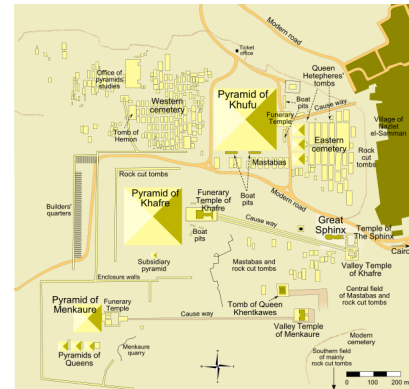 Modern road
Ticket
office
Modern road
Office of
pyramids
studies
Queen
Hetepheres'
tombs
Western
cemetery
Pyramid of
Khufu
Boat
pits
Cause way
Funerary
Temple
Tomb of
Hemon
Eastern
cemetery
Village of
Nazlet
el-Samman
Mastabas
Rock
cut
tombs
Rock cut tombs
Boat
pits
Modern
road
Pyramid of
Khafre
Funerary
Temple of
Khafre
Builders'
quarters
Cause way
Great
Sphinx
Temple of
The Sphinx
Boat
pits
Cairo
Subsidiary
pyramid
Mastabas and
rock cut tombs
Valley Temple of
Khafre
Enclosure walls
Central field
of Mastabas and
rock cut tombs
Pyramid of
Menkaure
Funerary
Temple
Tomb of Queen
Khentkawes
Cause way
Valley Temple
of Menkaure
Pyramids of
Queens
Menkaure
quarry
Modern
cemetery
Southern field
of mainly
rock cut tombs
0 100 200 m